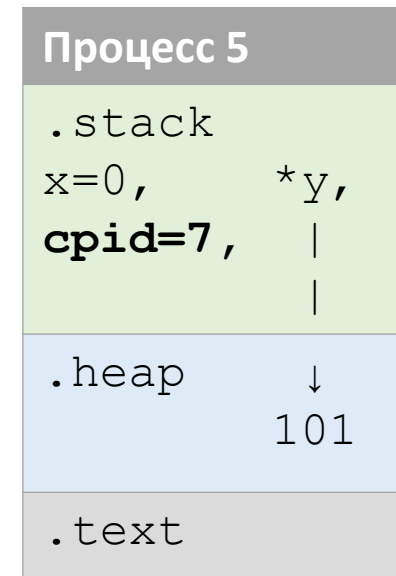 Процесс 5
.stack
x=0, *y,
cpid=7, |
|
.heap ↓
101
.text